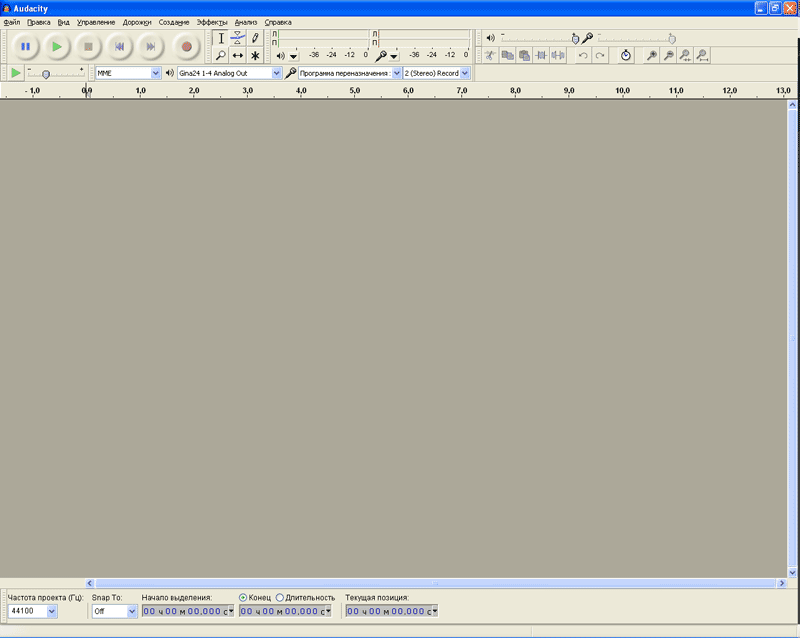 Audacity
Файл Правка Вид Управление Дорожки Создание Эффекты Анализ Справка
-36 -24 -12 0 -36 -24 -12 0
MME Gina24 1-4 Analog Out Программа переназначения : 2 (Stereo) Record
- 1,0 0,0 1,0 2,0 3,0 4,0 5,0 6,0 7,0 8,0 9,0 10,0 11,0 12,0 13,0
Частота проекта (Гц): Snap To: Начало выделения: Конец Длительность Текущая позиция:
44100 Off 00 ч 00 м 00,000 с 00 ч 00 м 00,000 с 00 ч 00 м 00,000 с